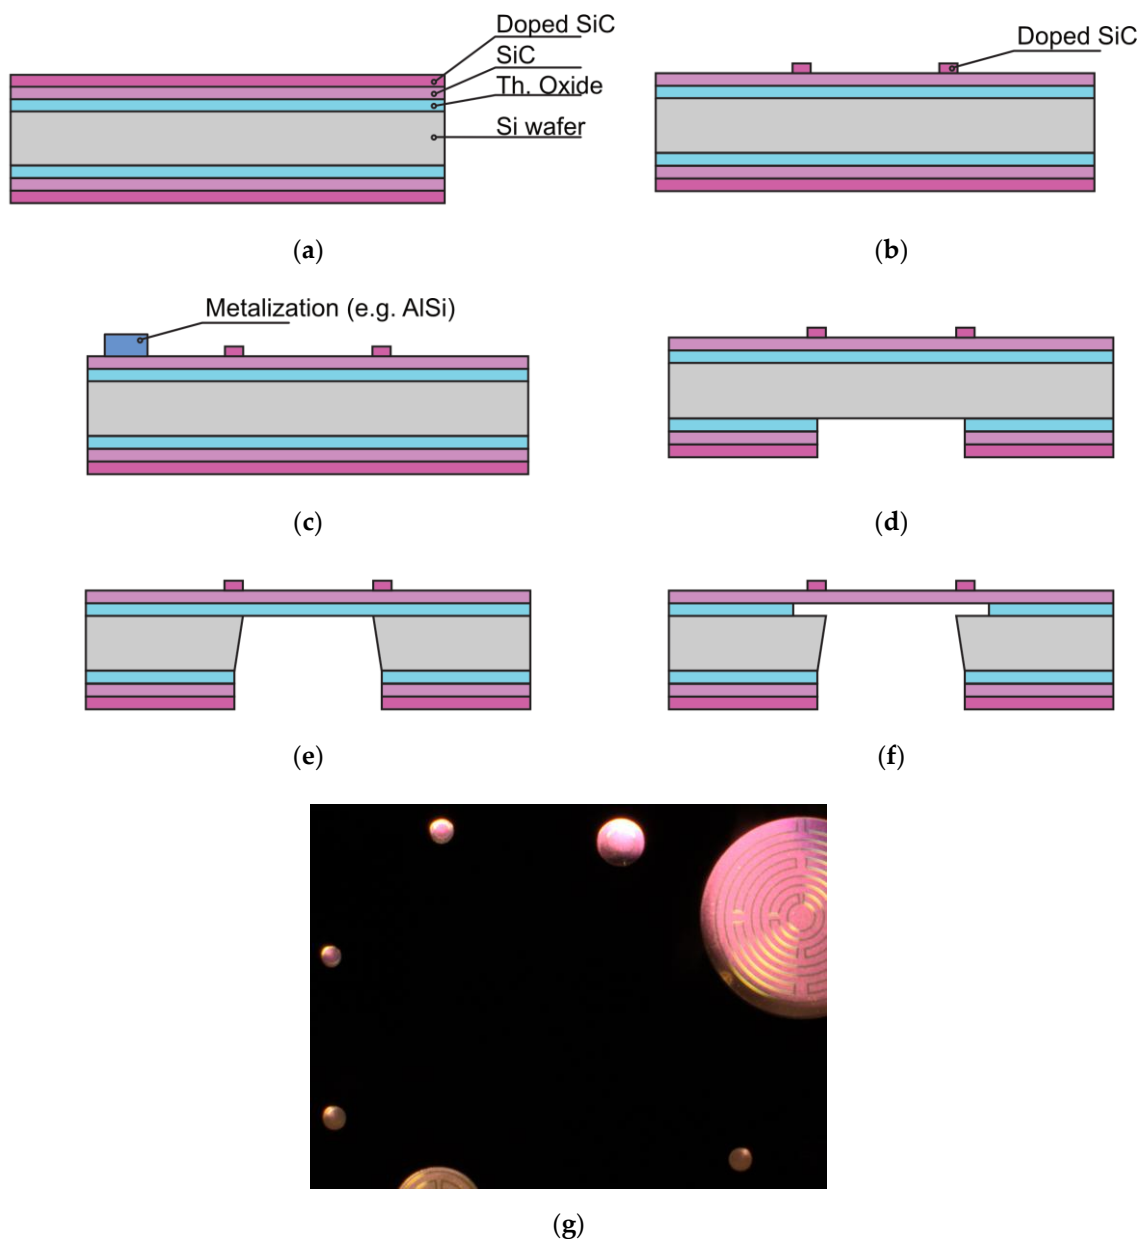 Doped SiC
SiC
Th. Oxide
Si wafer
(a)
Doped SiC
(b)
Metalization (e.g. AlSi)
(c)
(d)
(e)
(f)
(g)